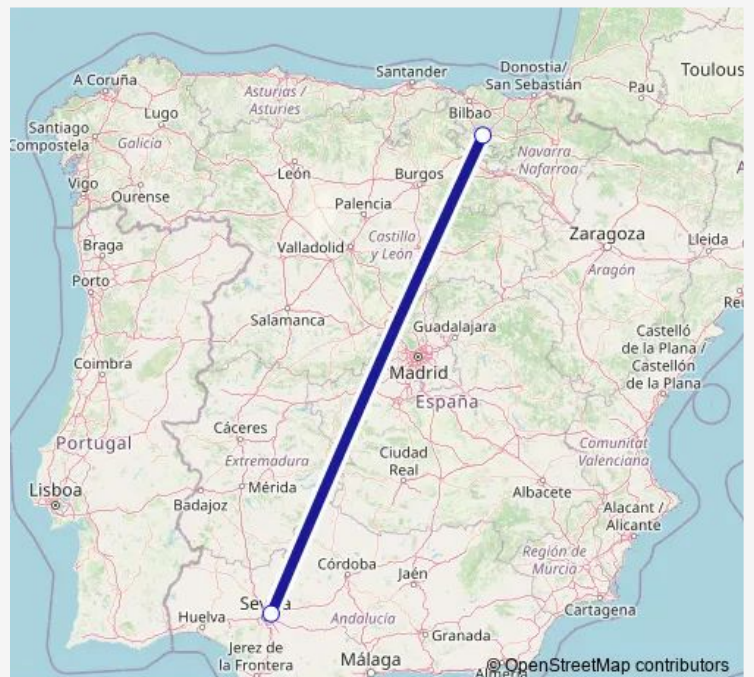 Toulous
A Coruña
Santander
Donostia/
San Sebastián
Pau
Asturias /
Asturies
Lugo
Bilbao
Santiago
Compostela
Galicia
Navarra
Nafarroa
León
Burgos
Vigo
Ourense
Palencia
Braga
Valladolid
Castilla
y León
Zaragoza
Lleida
Aragón
Porto
Salamanca
Guadalajara
Castelló
de la Plana /
Castellón
de la Plana
Coimbra
Madrid
España
Cáceres
Portugal
Extremadura
Ciudad
Real
Comunitat
Valenciana
Lisboa
Mérida
Badajoz
Albacete
Alacant /
Alicante
Región de
Murcia
Córdoba
Jaén
Huelva
Andalucía
Cartagena
Granada
Jerez de
la Frontera
Málaga
Almería
© OpenStreetMap contributors